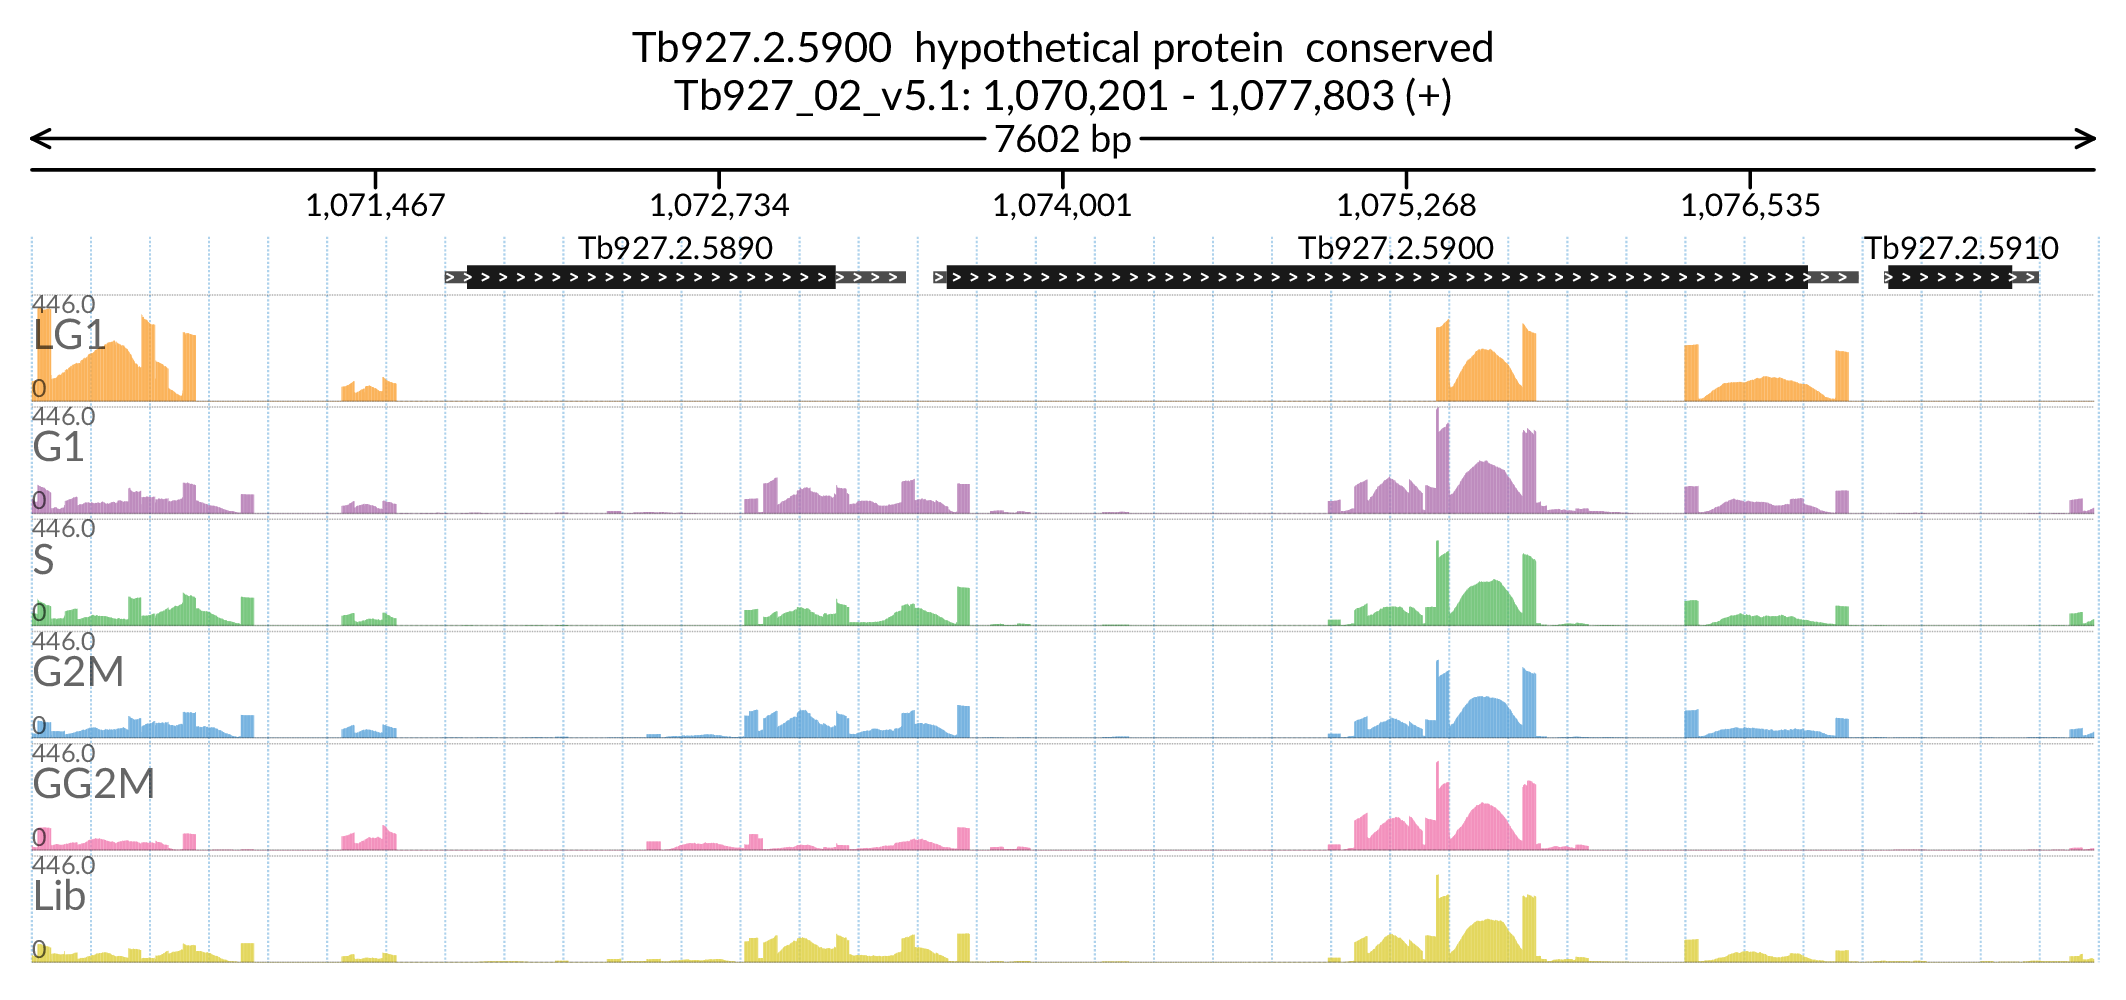 Tb927.2.5900  hypothetical protein  conserved
Tb927_02_v5.1: 1,070,201 - 1,077,803 (+)
7602 bp
1,071,467 1,072,734 1,074,001 1,075,268 1,076,535
Tb927.2.5890 Tb927.2.5900 Tb927.2.5910
446.0
LG1
0
446.0
G1
0
446.0
S
0
446.0
G2M
0
446.0
GG2M
0
446.0
Lib
0